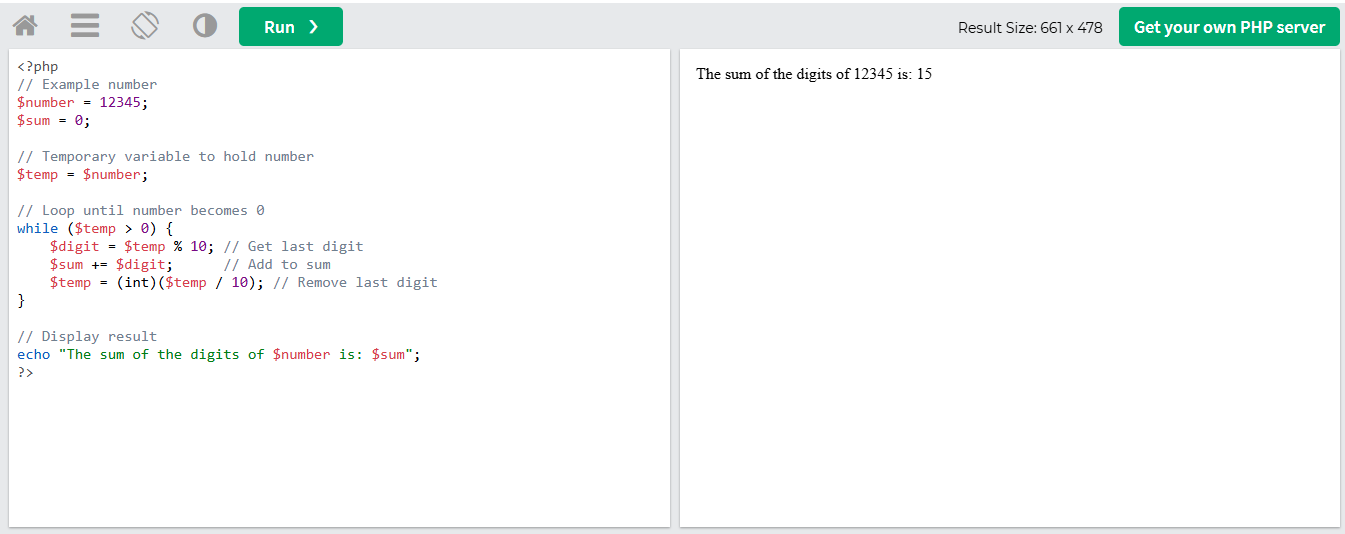 Run ❯
Result Size: 661 x 478
Get your own PHP server
<?php
// Example number
$number = 12345;
$sum = 0;

// Temporary variable to hold number
$temp = $number;

// Loop until number becomes 0
while ($temp > 0) {
    $digit = $temp % 10; // Get last digit
    $sum += $digit;      // Add to sum
    $temp = (int)($temp / 10); // Remove last digit
}

// Display result
echo "The sum of the digits of $number is: $sum";
?>
The sum of the digits of 12345 is: 15